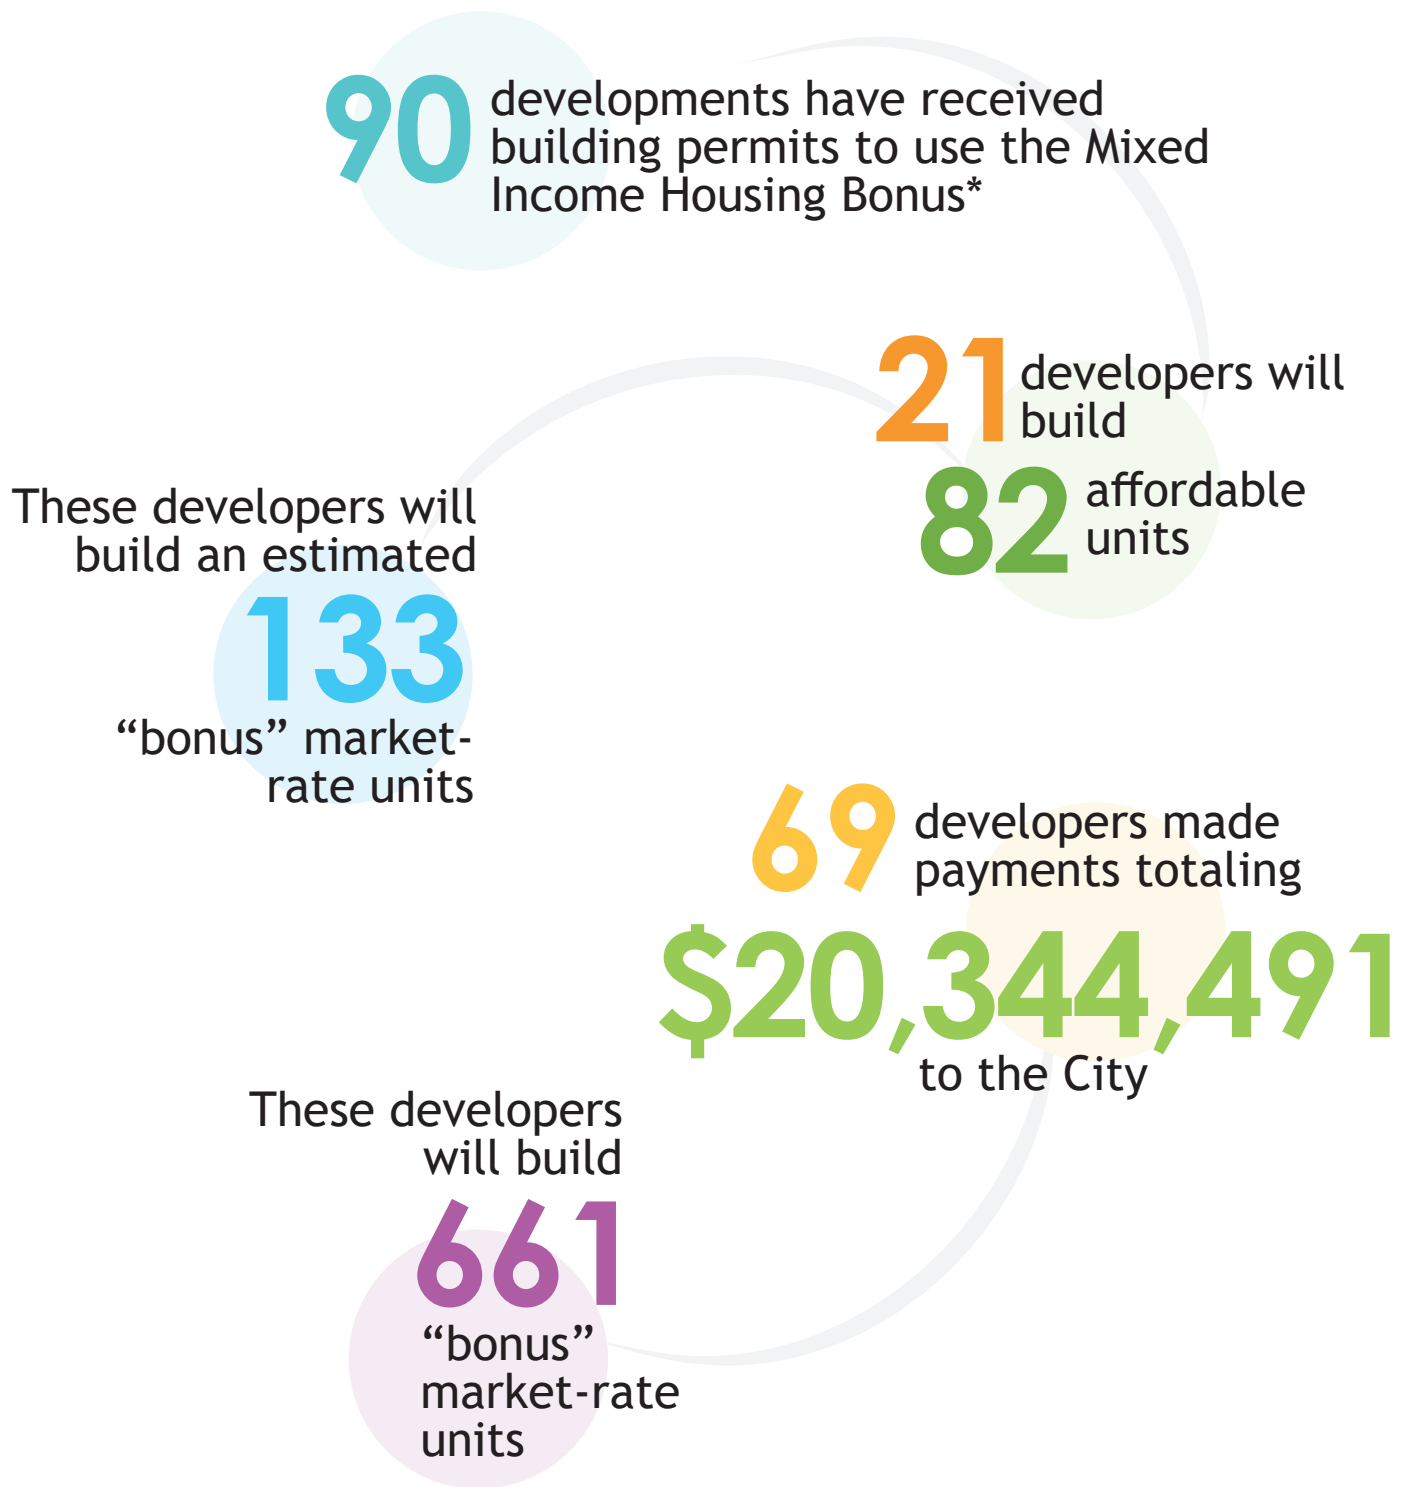 90 developments have received
building permits to use the Mixed
Income Housing Bonus*
21 developers will
build
82 affordable
units
These developers will
build an estimated
133
“bonus” market-
rate units
69 developers made
payments totaling
$20,344,491
to the City
These developers
will build
661
“bonus”
market-rate
units